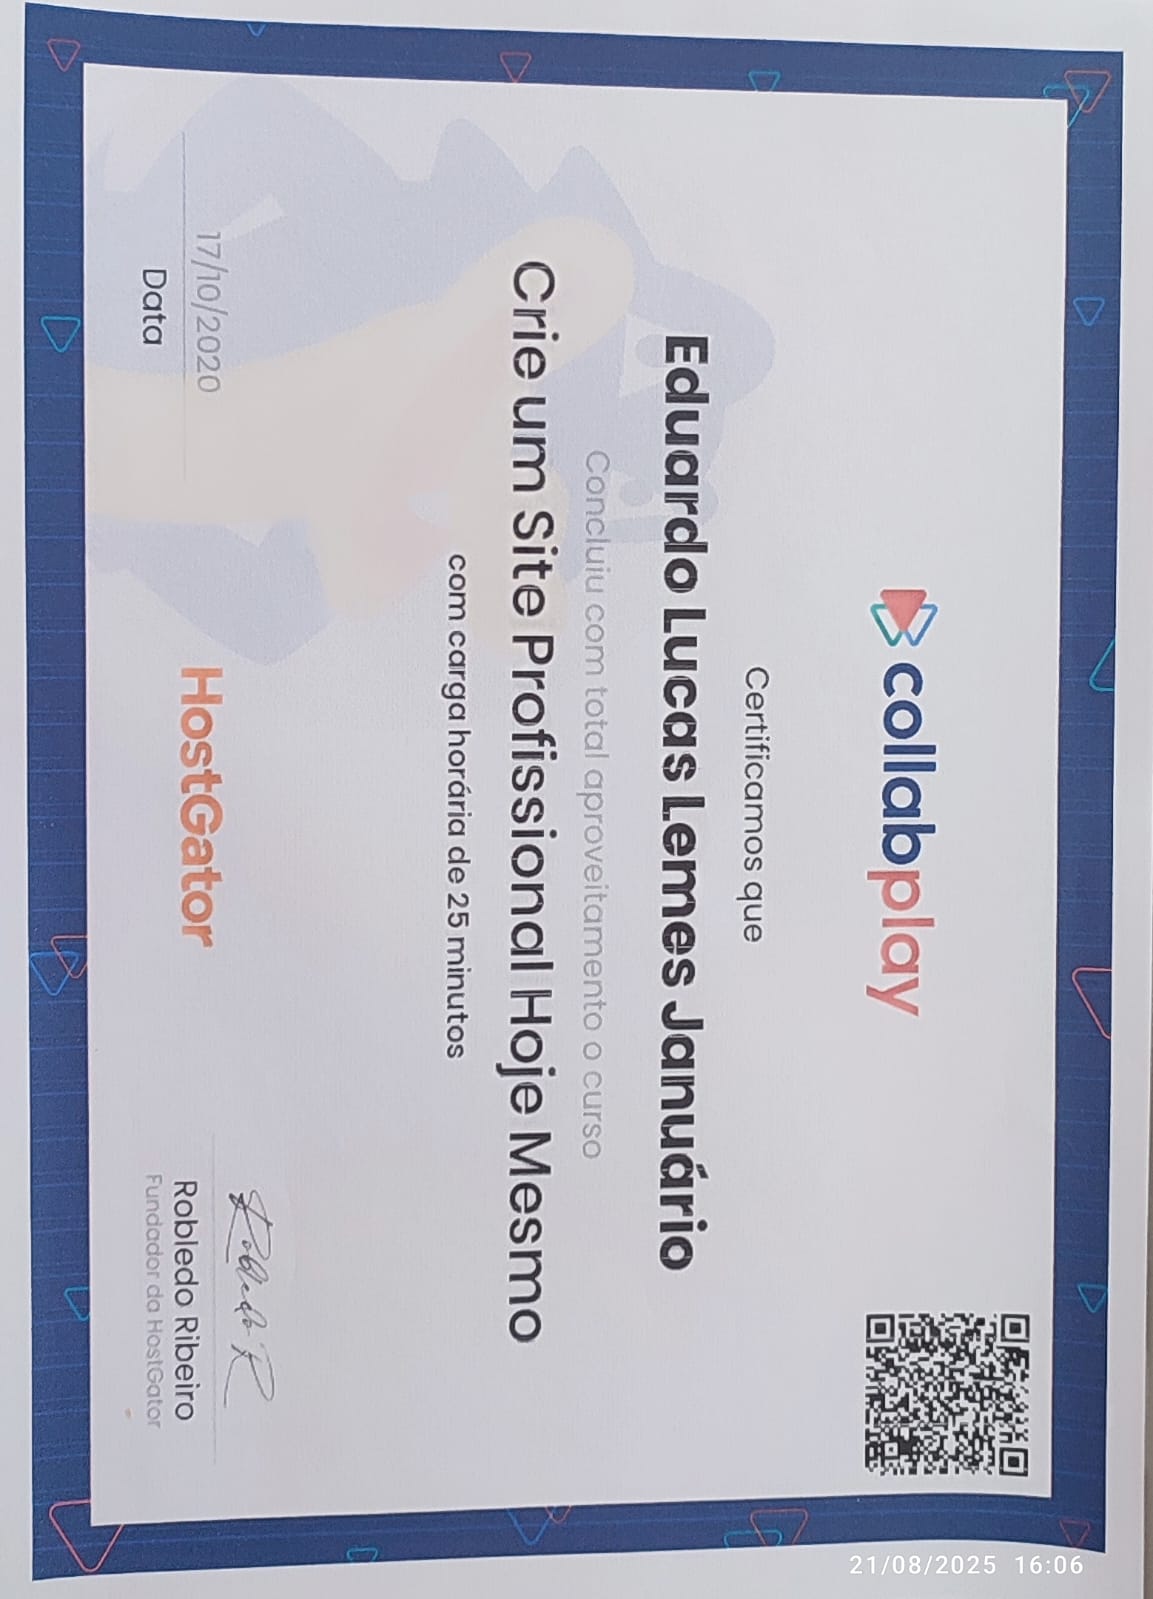 collabplay
Certificamos que
Eduardo Lucas Lemes Januário
Concluiu com total aproveitamento o curso
Crie um Site Profissional Hoje Mesmo
com carga horária de 25 minutos
17/10/2020
Data
HostGator
Robledo R
Robledo Ribeiro
Fundador da HostGator
21/08/2025 16:06